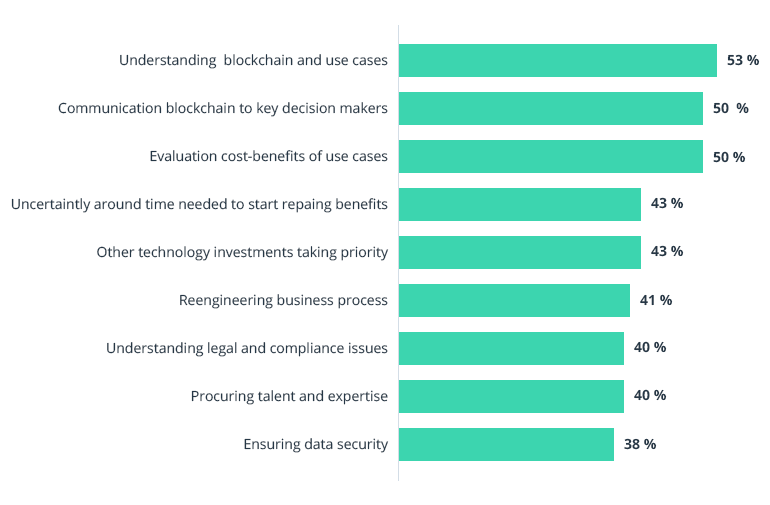 Understanding  blockchain and use cases 53 %
Communication blockchain to key decision makers 50  %
Evaluation cost-benefits of use cases 50 %
Uncertaintly around time needed to start repaing benefits 43 %
Other technology investments taking priority 43 %
Reengineering business process 41 %
Understanding legal and compliance issues 40 %
Procuring talent and expertise 40 %
Ensuring data security 38 %